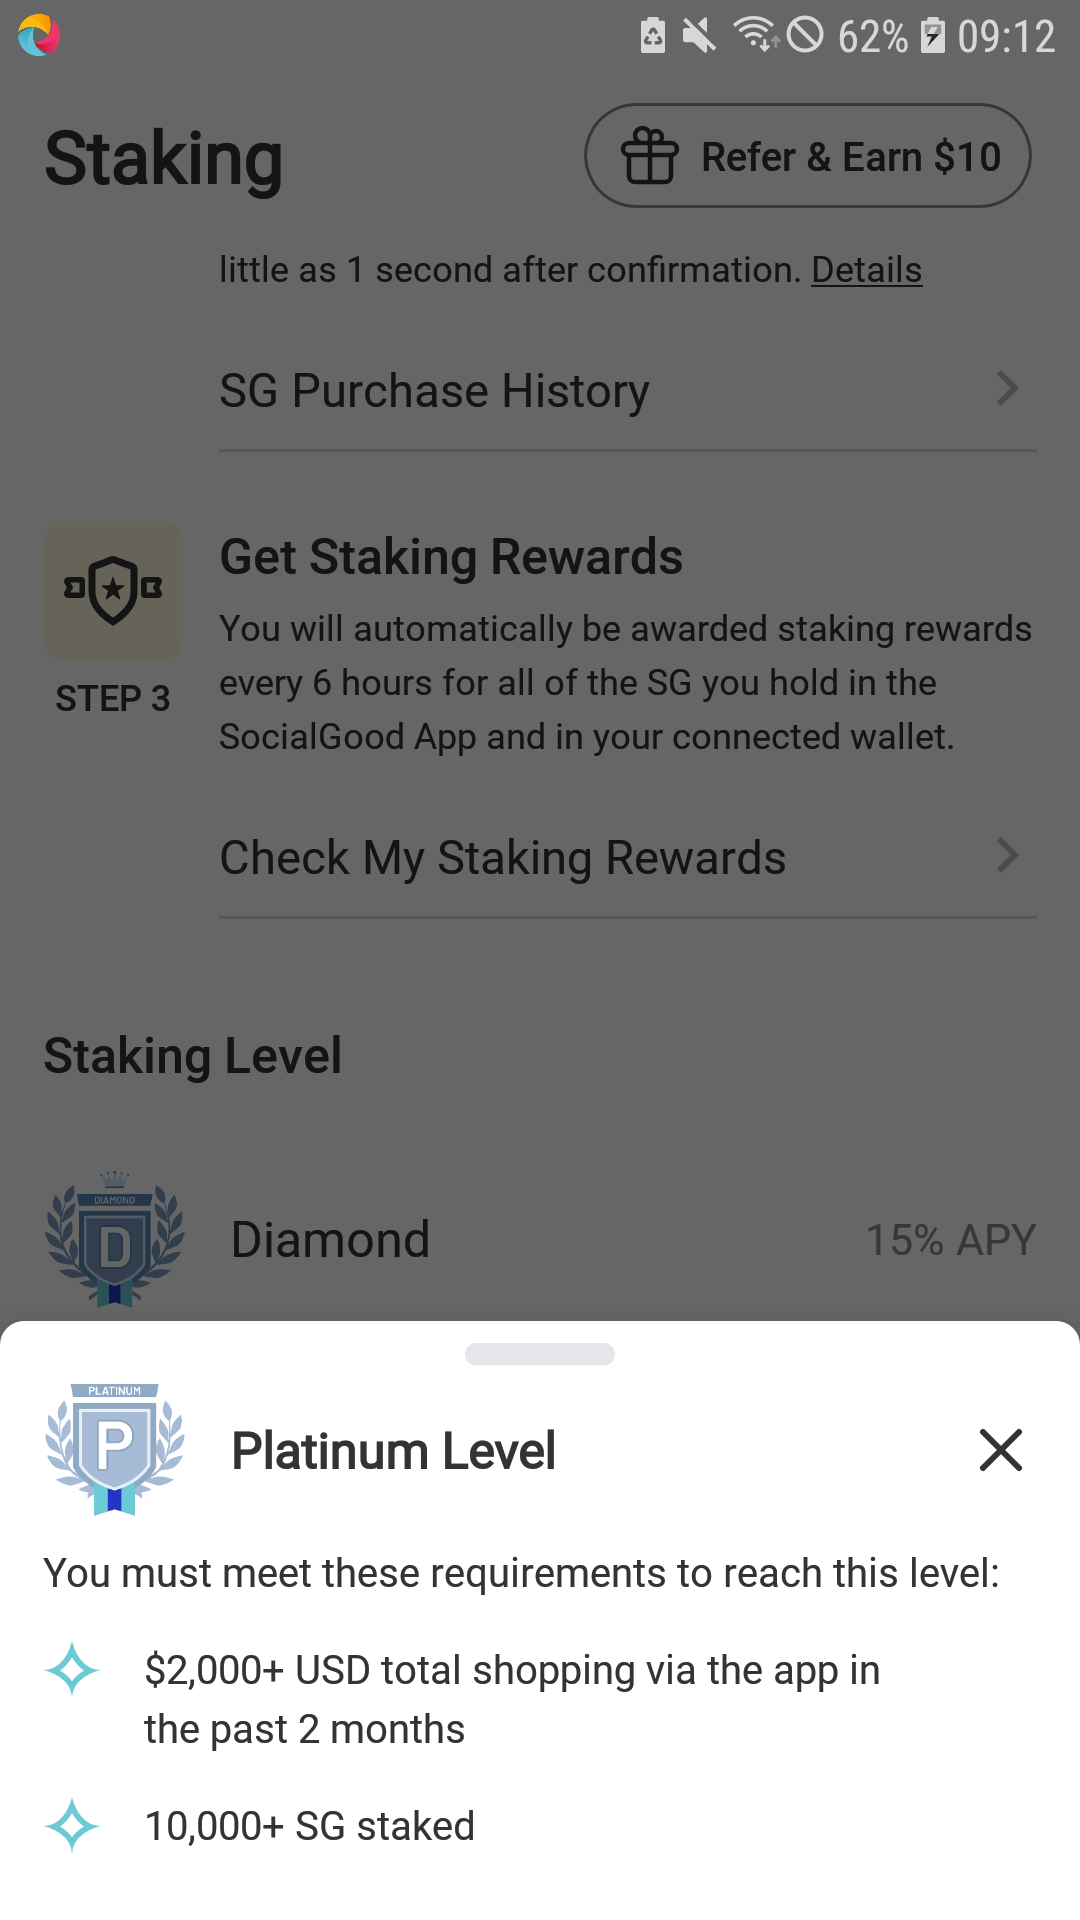 62% 09:12
Staking
Refer & Earn $10
little as 1 second after confirmation. Details
SG Purchase History
Get Staking Rewards
You will automatically be awarded staking rewards
every 6 hours for all of the SG you hold in the
SocialGood App and in your connected wallet.
STEP 3
Check My Staking Rewards
Staking Level
DIAMOND
D
Diamond
15% APY
PLATINUM
P
Platinum Level
You must meet these requirements to reach this level:
$2,000+ USD total shopping via the app in
the past 2 months
10,000+ SG staked